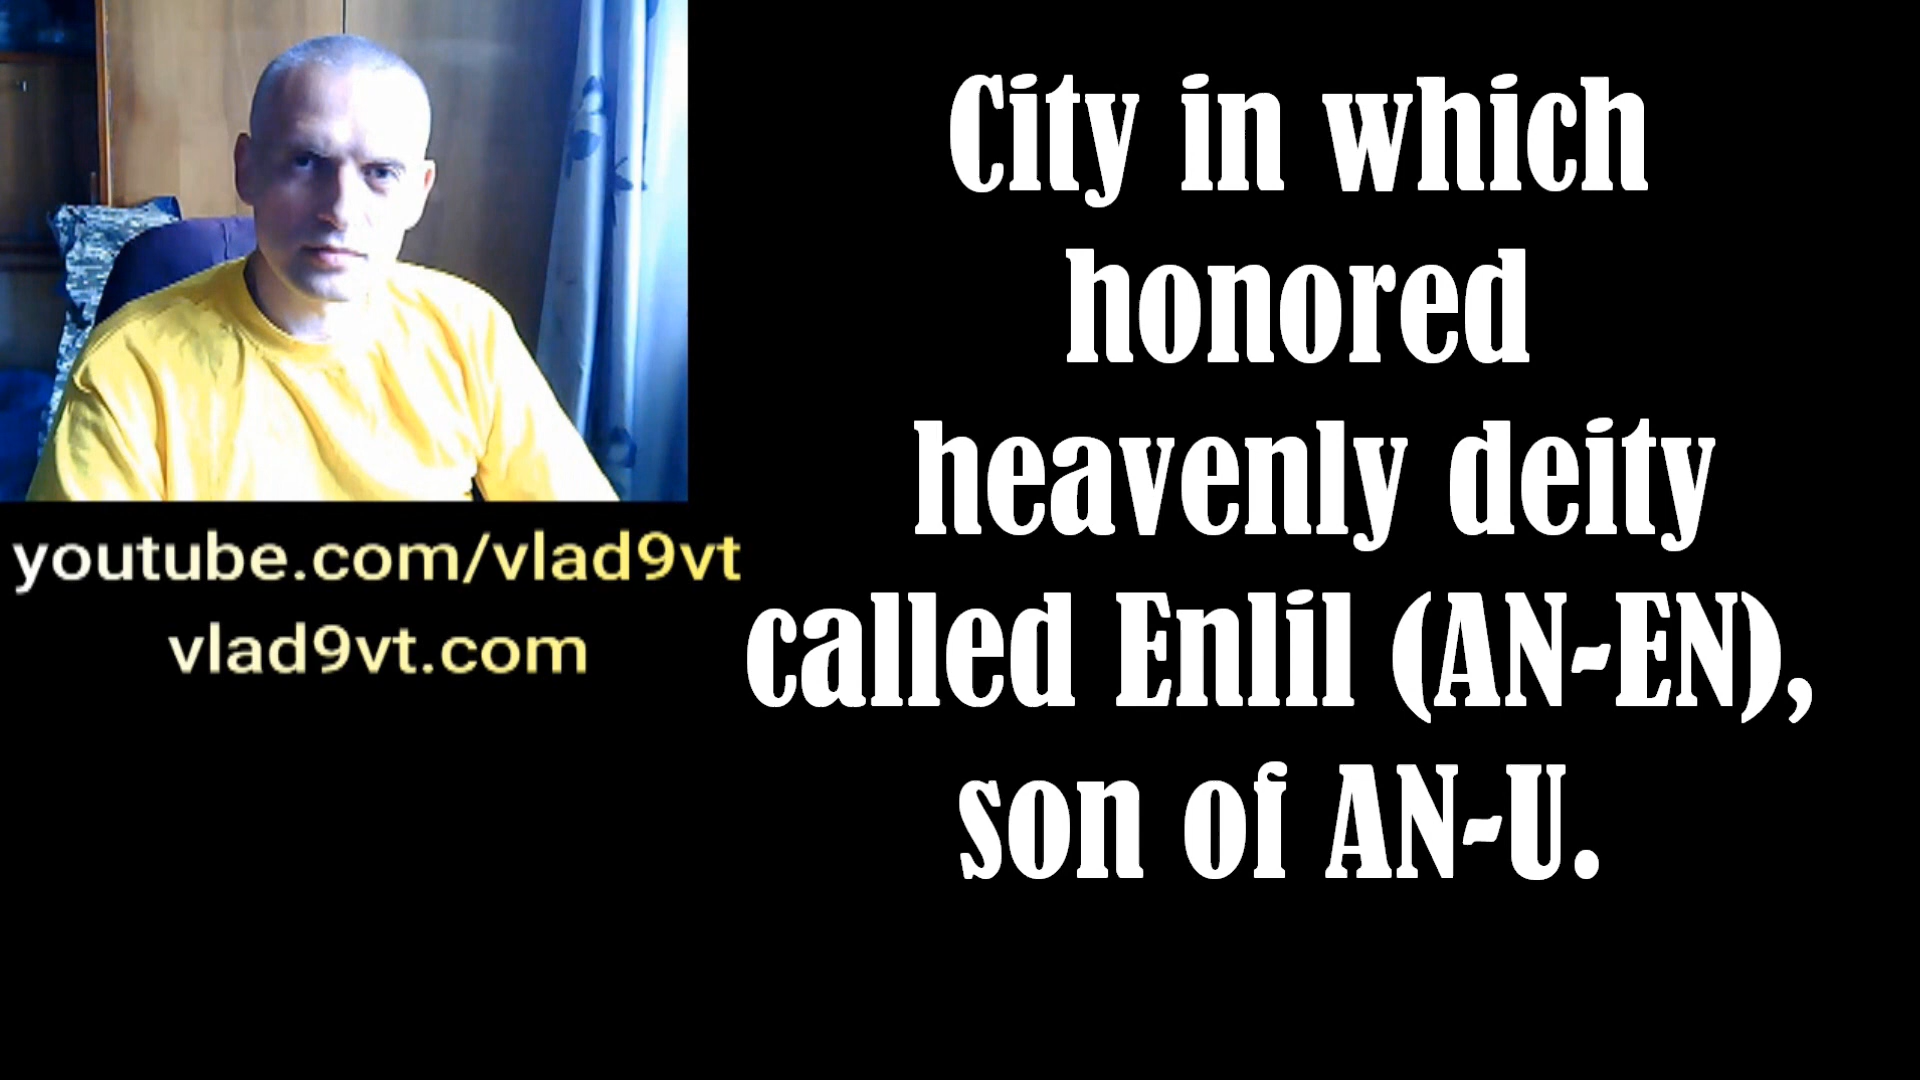 City in which
honored
heavenly deity
called Enlil (AN-EN),
son of AN-U.
youtube.com/vlad9vt
vlad9vt.com